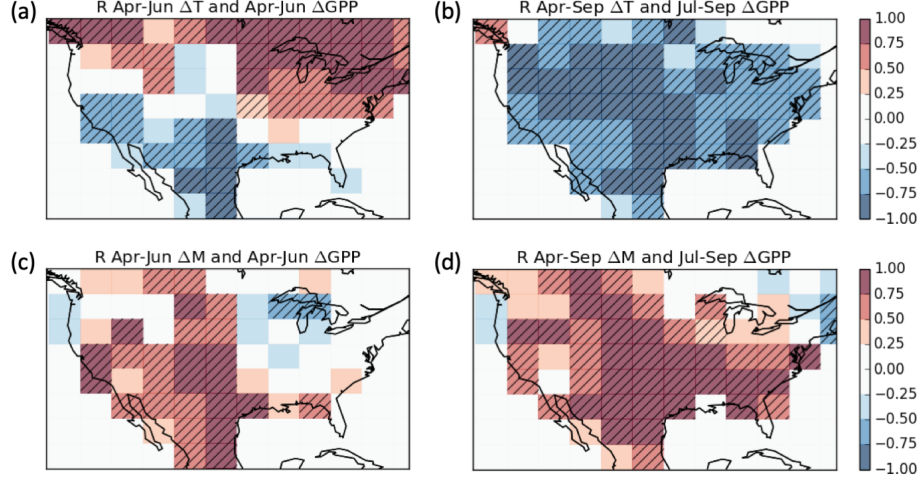 (a)
R Apr-Jun ΔT and Apr-Jun ΔGPP
(b)
R Apr-Sep ΔT and Jul-Sep ΔGPP
1.00
0.75
0.50
0.25
0.00
−0.25
−0.50
−0.75
−1.00
(c)
R Apr-Jun ΔM and Apr-Jun ΔGPP
(d)
R Apr-Sep ΔM and Jul-Sep ΔGPP
1.00
0.75
0.50
0.25
0.00
−0.25
−0.50
−0.75
−1.00